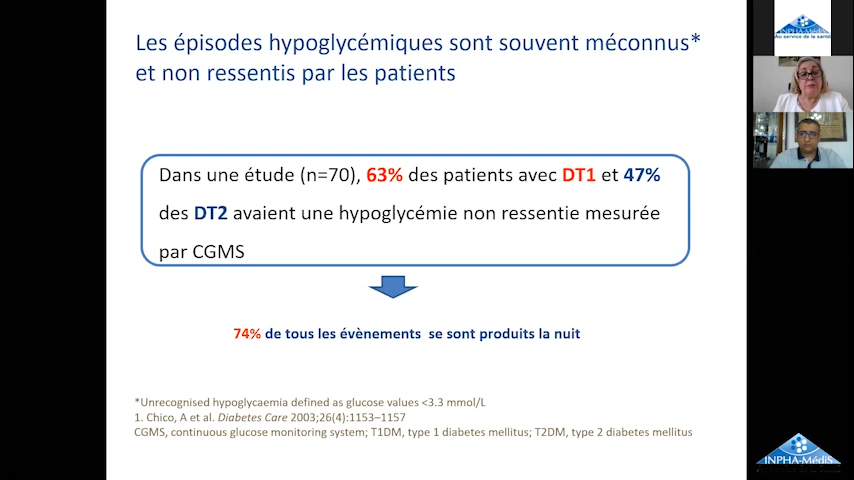 Les épisodes hypoglycémiques sont souvent méconnus*
et non ressentis par les patients
Dans une étude (n=70), 63% des patients avec DT1 et 47%
des DT2 avaient une hypoglycémie non ressentie mesurée
par CGMS
74% de tous les évènements se sont produits la nuit
*Unrecognised hypoglycaemia defined as glucose values <3.3 mmol/L
1. Chico, A et al. Diabetes Care 2003;26(4):1153–1157
CGMS, continuous glucose monitoring system; T1DM, type 1 diabetes mellitus; T2DM, type 2 diabetes mellitus
INPHA-MédiS
Au service de la santé
INPHA-MédiS